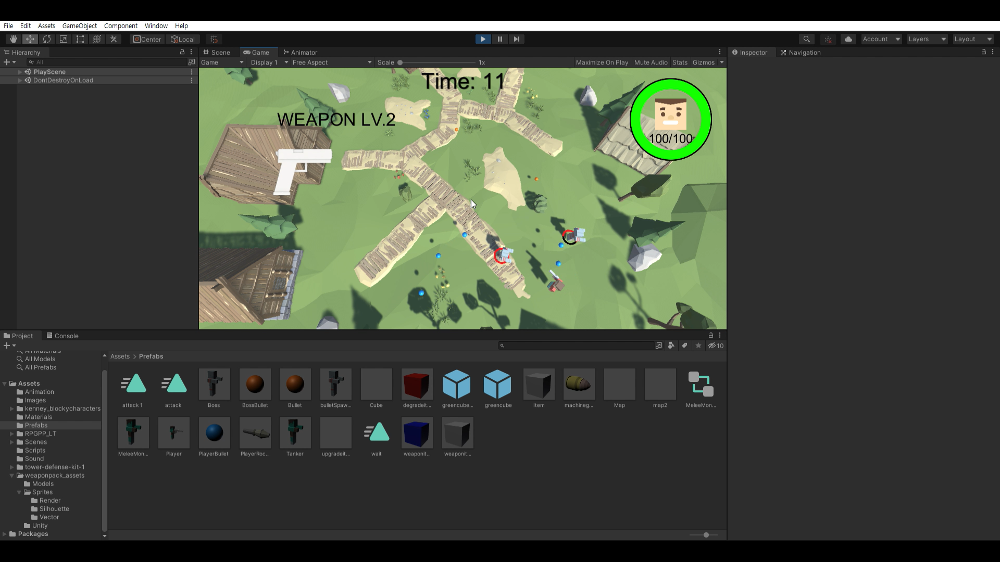 File Edit Assets GameObject Component Window Help
Center Local Account Layers Layout
Hierarchy Scene Game Animator Inspector Navigation
All Game Display 1 Free Aspect Scale 1x Maximize On Play Mute Audio Stats Gizmos
PlayScene
DontDestroyOnLoad
Time: 11
WEAPON LV.2
100/100
Project Console
10
All Materials
All Models
All Prefabs
Assets
Animation
Images
kenney_blockycharacters
Materials
Prefabs
RPGPP_LT
Scenes
Scripts
Sound
tower-defense-kit-1
weaponpack_assets
Models
Sprites
Render
Silhouette
Vector
Unity
Packages
Assets > Prefabs
attack 1 attack Boss BossBullet Bullet bulletSpaw... Cube degradeit... greencube... greencube Item machineg... Map map2 MeleeMon...
MeleeMon... Player PlayerBullet PlayerRoc... Tanker upgradeit... wait weaponit... weaponit...